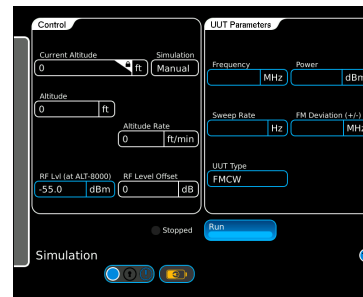 Control
Current Altitude
0 ft
Simulation
Manual
Altitude
0 ft
Altitude Rate
0 ft/min
RF Lvl (at ALT-8000)
-55.0 dBm
RF Level Offset
0 dB
UUT Parameters
Frequency
MHz
Power
dBm
Sweep Rate
Hz
FM Deviation (+/-)
MHz
UUT Type
FMCW
Stopped
Run
Simulation